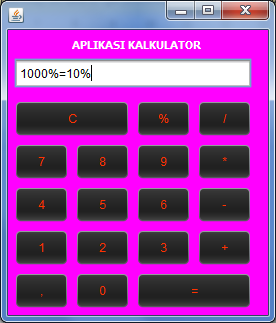 APLIKASI KALKULATOR
1000%=10%
C % /
7 8 9 *
4 5 6 -
1 2 3 +
, 0 =